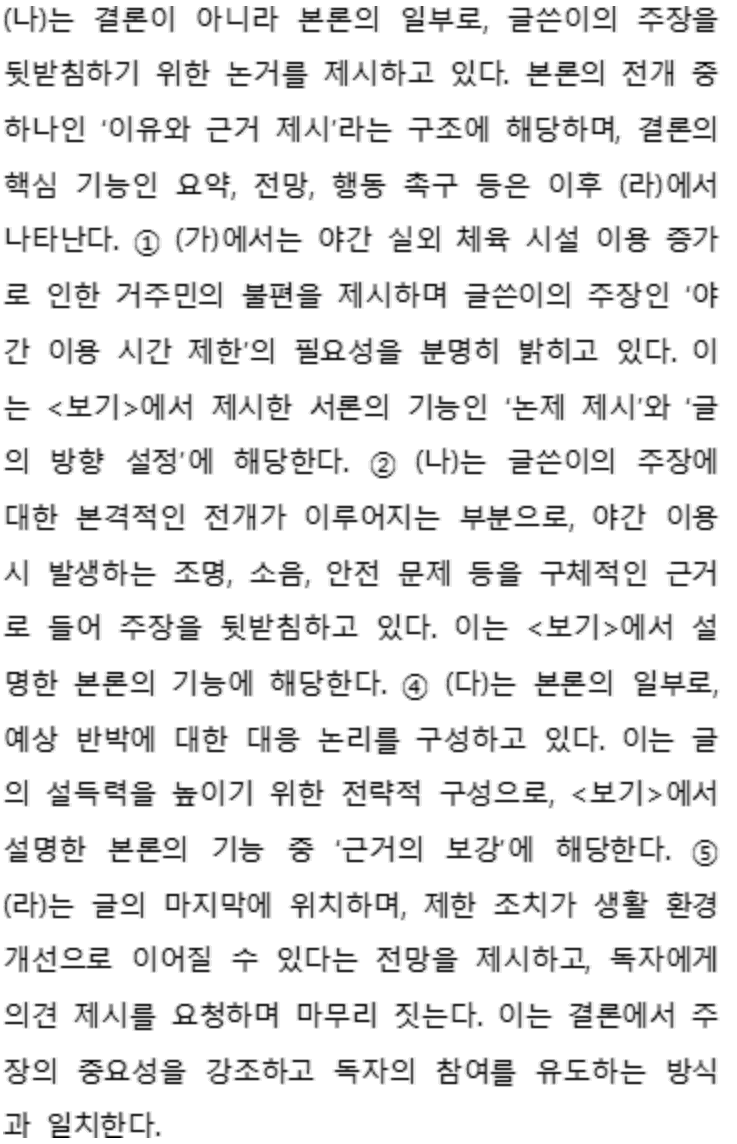 (나)는 결론이 아니라 본론의 일부로, 글쓴이의 주장을
뒷받침하기 위한 논거를 제시하고 있다. 본론의 전개 중
하나인 '이유와 근거 제시'라는 구조에 해당하며, 결론의
핵심 기능인 요약, 전망, 행동 촉구 등은 이후 (라)에서
나타난다. ① (가)에서는 야간 실외 체육 시설 이용 증가
로 인한 거주민의 불편을 제시하며 글쓴이의 주장인 '야
간 이용 시간 제한'의 필요성을 분명히 밝히고 있다. 이
는 <보기>에서 제시한 서론의 기능인 '논제 제시'와 '글
의 방향 설정'에 해당한다. ② (나)는 글쓴이의 주장에
대한 본격적인 전개가 이루어지는 부분으로, 야간 이용
시 발생하는 조명, 소음, 안전 문제 등을 구체적인 근거
로 들어 주장을 뒷받침하고 있다. 이는 <보기>에서 설
명한 본론의 기능에 해당한다. ④ (다)는 본론의 일부로,
예상 반박에 대한 대응 논리를 구성하고 있다. 이는 글
의 설득력을 높이기 위한 전략적 구성으로, <보기>에서
설명한 본론의 기능 중 '근거의 보강'에 해당한다. ⑤
(라)는 글의 마지막에 위치하며, 제한 조치가 생활 환경
개선으로 이어질 수 있다는 전망을 제시하고, 독자에게
의견 제시를 요청하며 마무리 짓는다. 이는 결론에서 주
장의 중요성을 강조하고 독자의 참여를 유도하는 방식
과 일치한다.